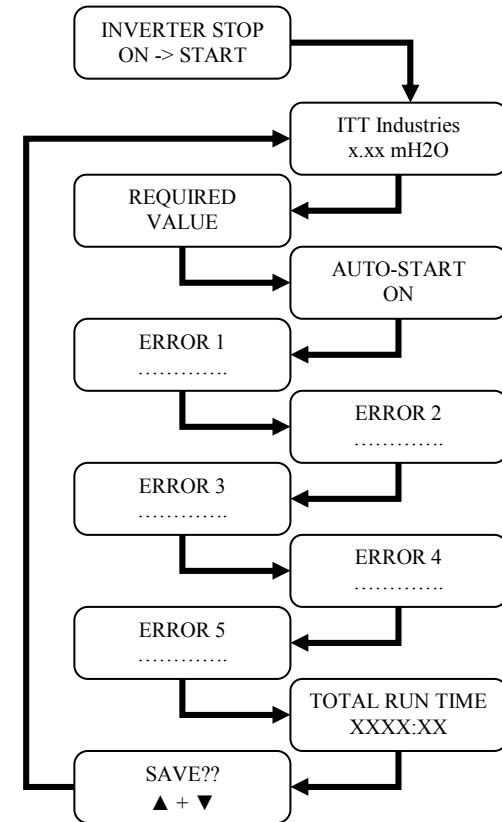 INVERTER STOP
ON -> START
ITT Industries
x.xx mH2O
REQUIRED
VALUE
AUTO-START
ON
ERROR 1
………….
ERROR 2
………….
ERROR 3
………….
ERROR 4
………….
ERROR 5
………….
TOTAL RUN TIME
XXXX:XX
SAVE??
▲ + ▼